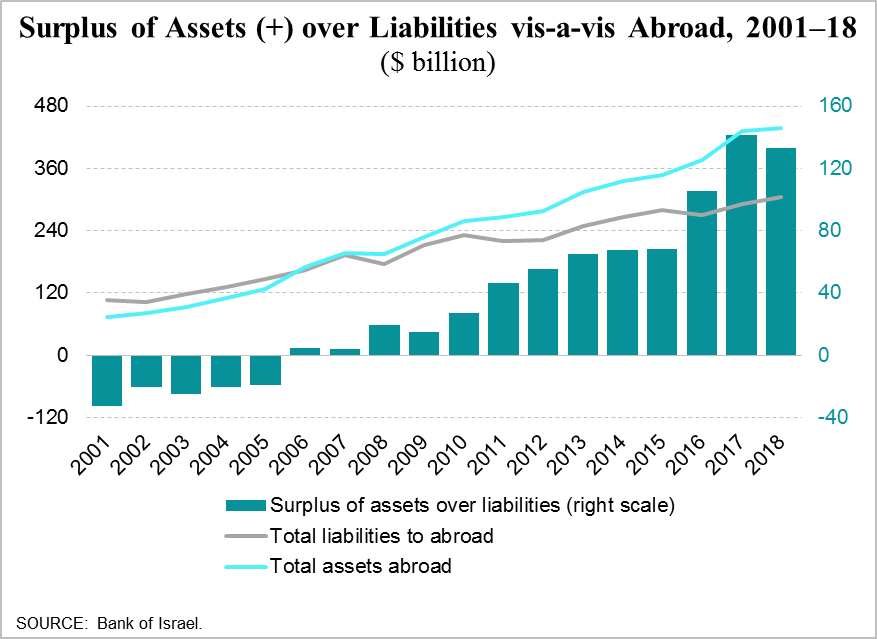 Surplus of Assets (+) over Liabilities vis-a-vis Abroad, 2001–18
($ billion)
480 160
360 120
240 80
120 40
0 0
-120 -40
2001 2002 2003 2004 2005 2006 2007 2008 2009 2010 2011 2012 2013 2014 2015 2016 2017 2018
Surplus of assets over liabilities (right scale)
Total liabilities to abroad
Total assets abroad
SOURCE: Bank of Israel.